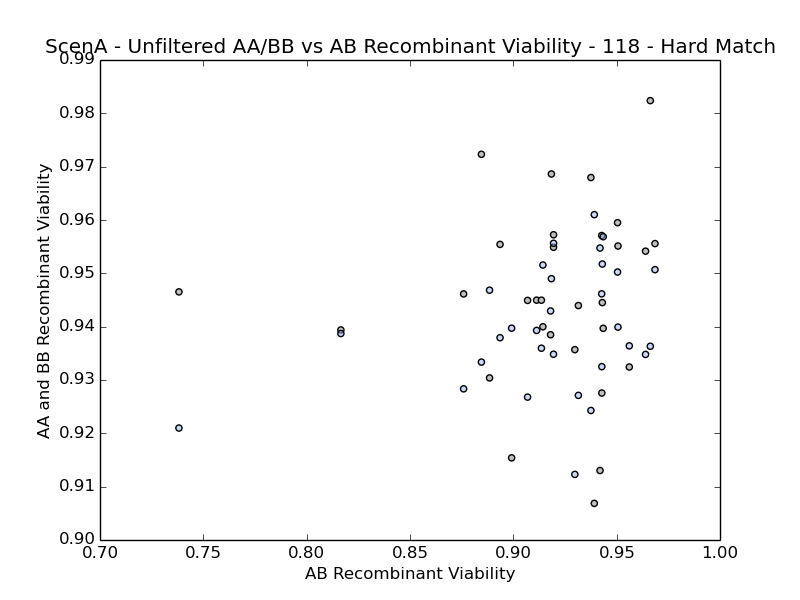 ScenA - Unfiltered AA/BB vs AB Recombinant Viability - 118 - Hard Match
0.99
0.98
0.97
0.96
0.95
0.94
0.93
0.92
0.91
0.90
AA and BB Recombinant Viability
0.70 0.75 0.80 0.85 0.90 0.95 1.00
AB Recombinant Viability